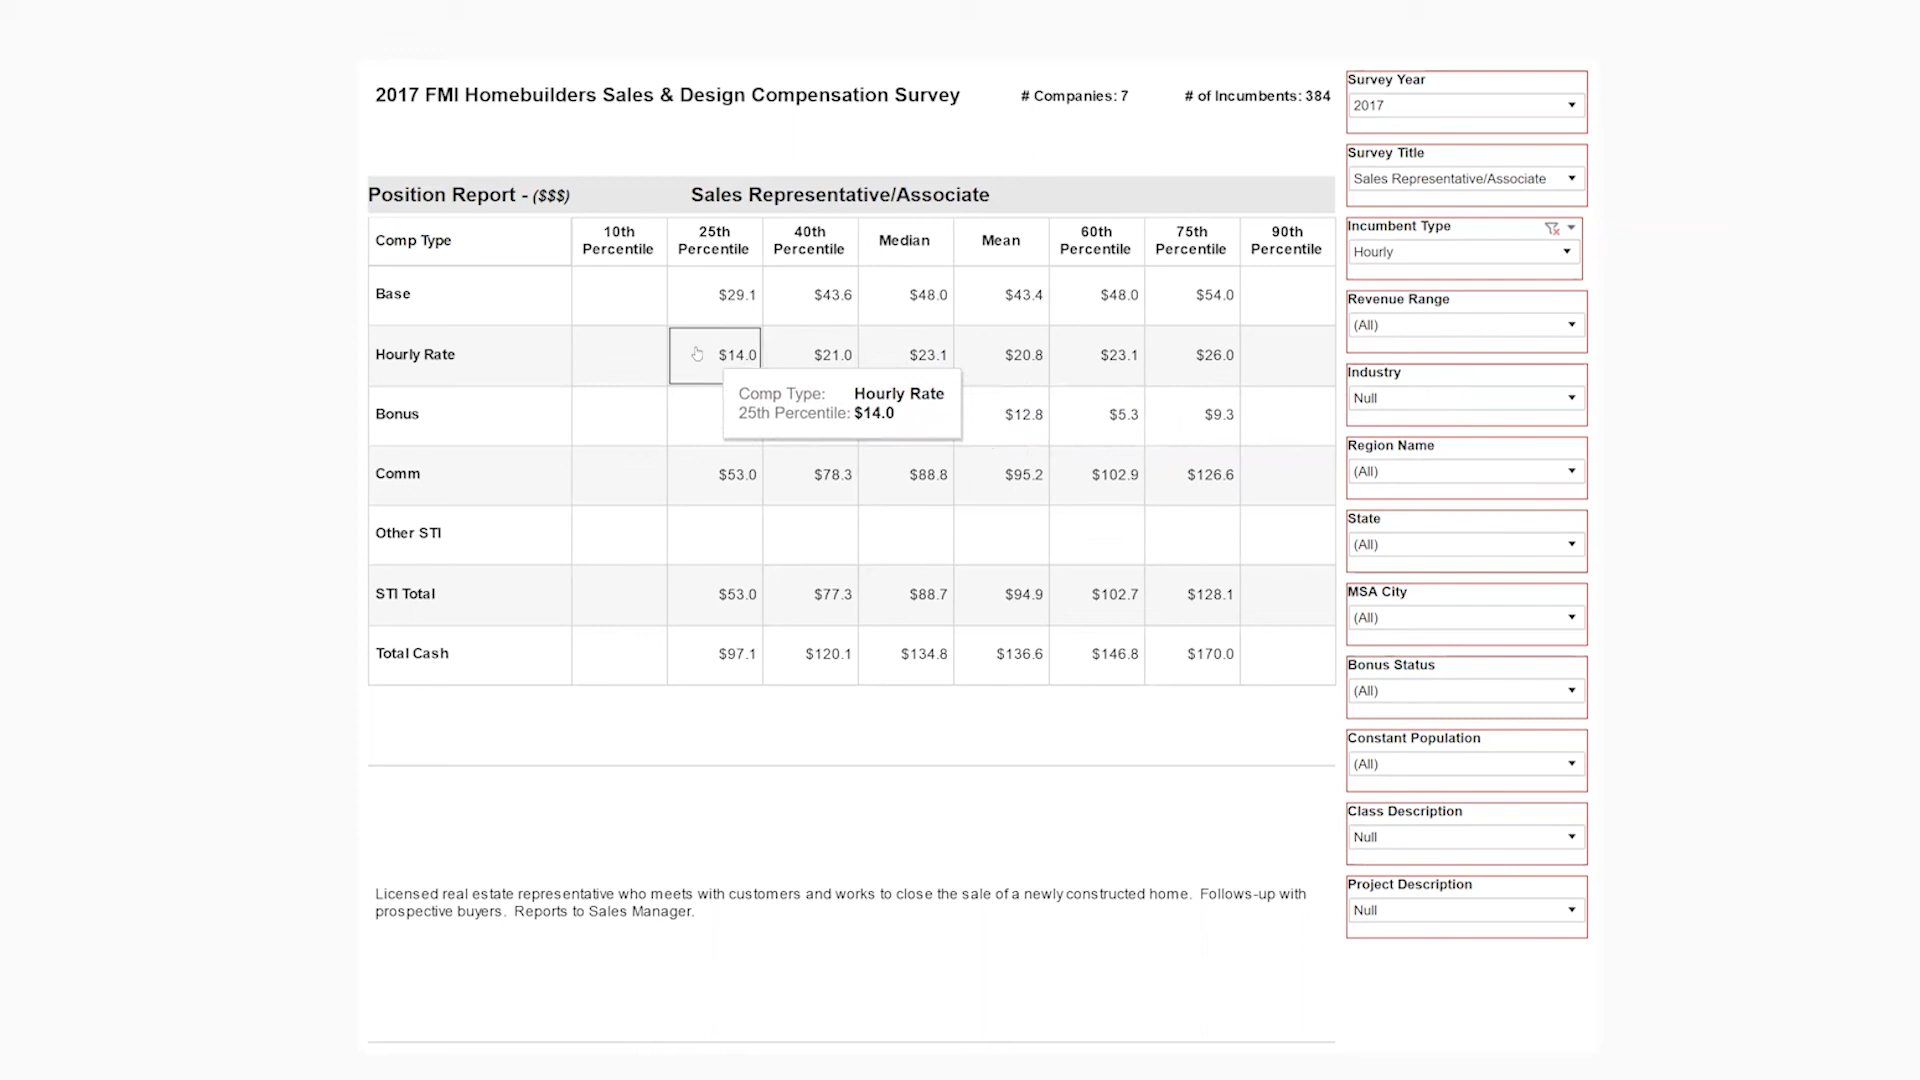 2017 FMI Homebuilders Sales & Design Compensation Survey # Companies: 7 # of Incumbents: 384
Position Report - ($$$) Sales Representative/Associate
Comp Type 10th Percentile 25th Percentile 40th Percentile Median Mean 60th Percentile 75th Percentile 90th Percentile
Base $29.1 $43.6 $48.0 $43.4 $48.0 $54.0
Hourly Rate $14.0 $21.0 $23.1 $20.8 $23.1 $26.0
Comp Type: Hourly Rate
25th Percentile: $14.0
Bonus $12.8 $5.3 $9.3
Comm $53.0 $78.3 $88.8 $95.2 $102.9 $126.6
Other STI
STI Total $53.0 $77.3 $88.7 $94.9 $102.7 $128.1
Total Cash $97.1 $120.1 $134.8 $136.6 $146.8 $170.0
Licensed real estate representative who meets with customers and works to close the sale of a newly constructed home. Follows-up with
prospective buyers. Reports to Sales Manager.
Survey Year
2017
Survey Title
Sales Representative/Associate
Incumbent Type
Hourly
Revenue Range
(All)
Industry
Null
Region Name
(All)
State
(All)
MSA City
(All)
Bonus Status
(All)
Constant Population
(All)
Class Description
Null
Project Description
Null